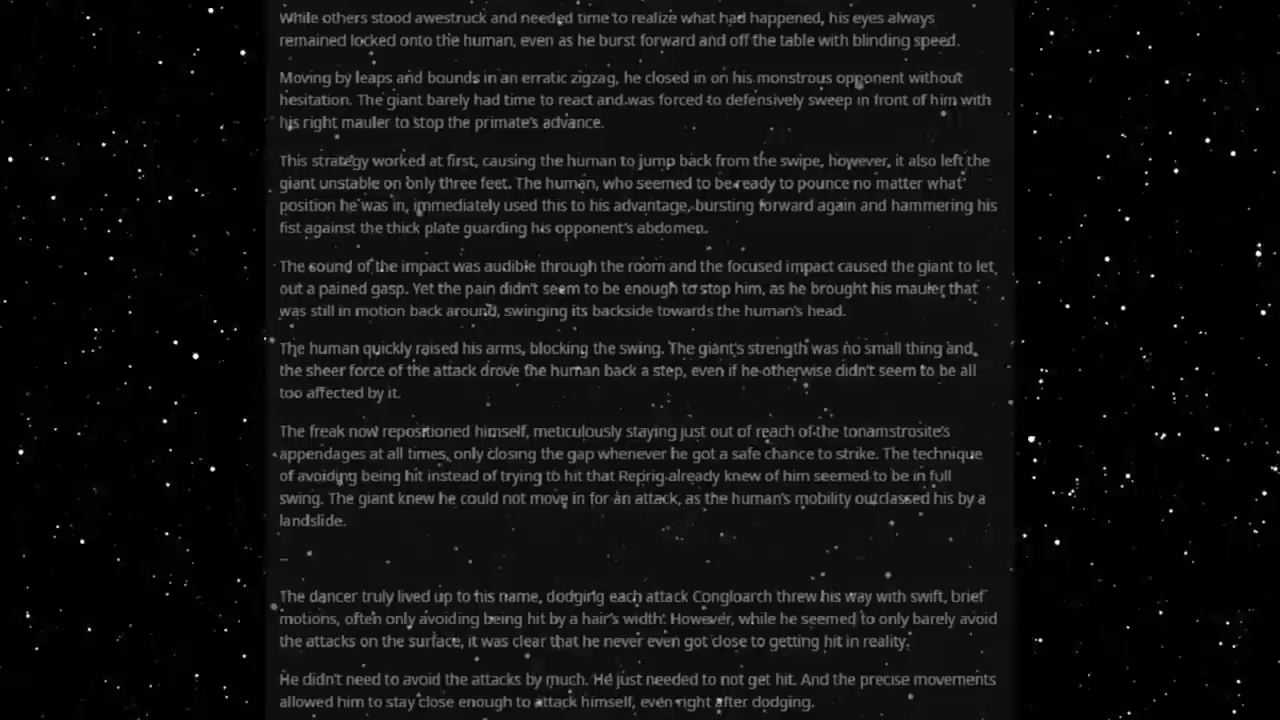 While others stood awestruck and needed time to realize what had happened, his eyes always
remained locked onto the human, even as he burst forward and off the table with blinding speed.
Moving by leaps and bounds in an erratic zigzag, he closed in on his monstrous opponent without
hesitation. The giant barely had time to react and was forced to defensively sweep in front of him with
his right mauler to stop the primate's advance.
This strategy worked at first, causing the human to jump back from the swipe, however, it also left the
giant unstable on only three feet. The human, who seemed to be ready to pounce no matter what
position he was in, immediately used this to his advantage, bursting forward again and hammering his
fist against the thick plate guarding his opponent's abdomen.
The sound of the impact was audible through the room and the focused impact caused the giant to let
out a pained gasp. Yet the pain didn't seem to be enough to stop him, as he brought his mauler that
was still in motion back around, swinging its backside towards the human's head.
The human quickly raised his arms, blocking the swing. The giant's strength was no small thing and
the sheer force of the attack drove the human back a step, even if he otherwise didn't seem to be all
too affected by it.
The freak now repositioned himself, meticulously staying just out of reach of the tonamstrosite's
appendages at all times, only closing the gap whenever he got a safe chance to strike. The technique
of avoiding being hit instead of trying to hit that Reprig already knew of him seemed to be in full
swing. The giant knew he could not move in for an attack, as the human's mobility outclassed his by a
landslide.
–
The dancer truly lived up to his name, dodging each attack Congloarch threw his way with swift, brief
motions, often only avoiding being hit by a hair's width. However, while he seemed to only barely avoid
the attacks on the surface, it was clear that he never even got close to getting hit in reality.
He didn't need to avoid the attacks by much. He just needed to not get hit. And the precise movements
allowed him to stay close enough to attack himself, even right after dodging.